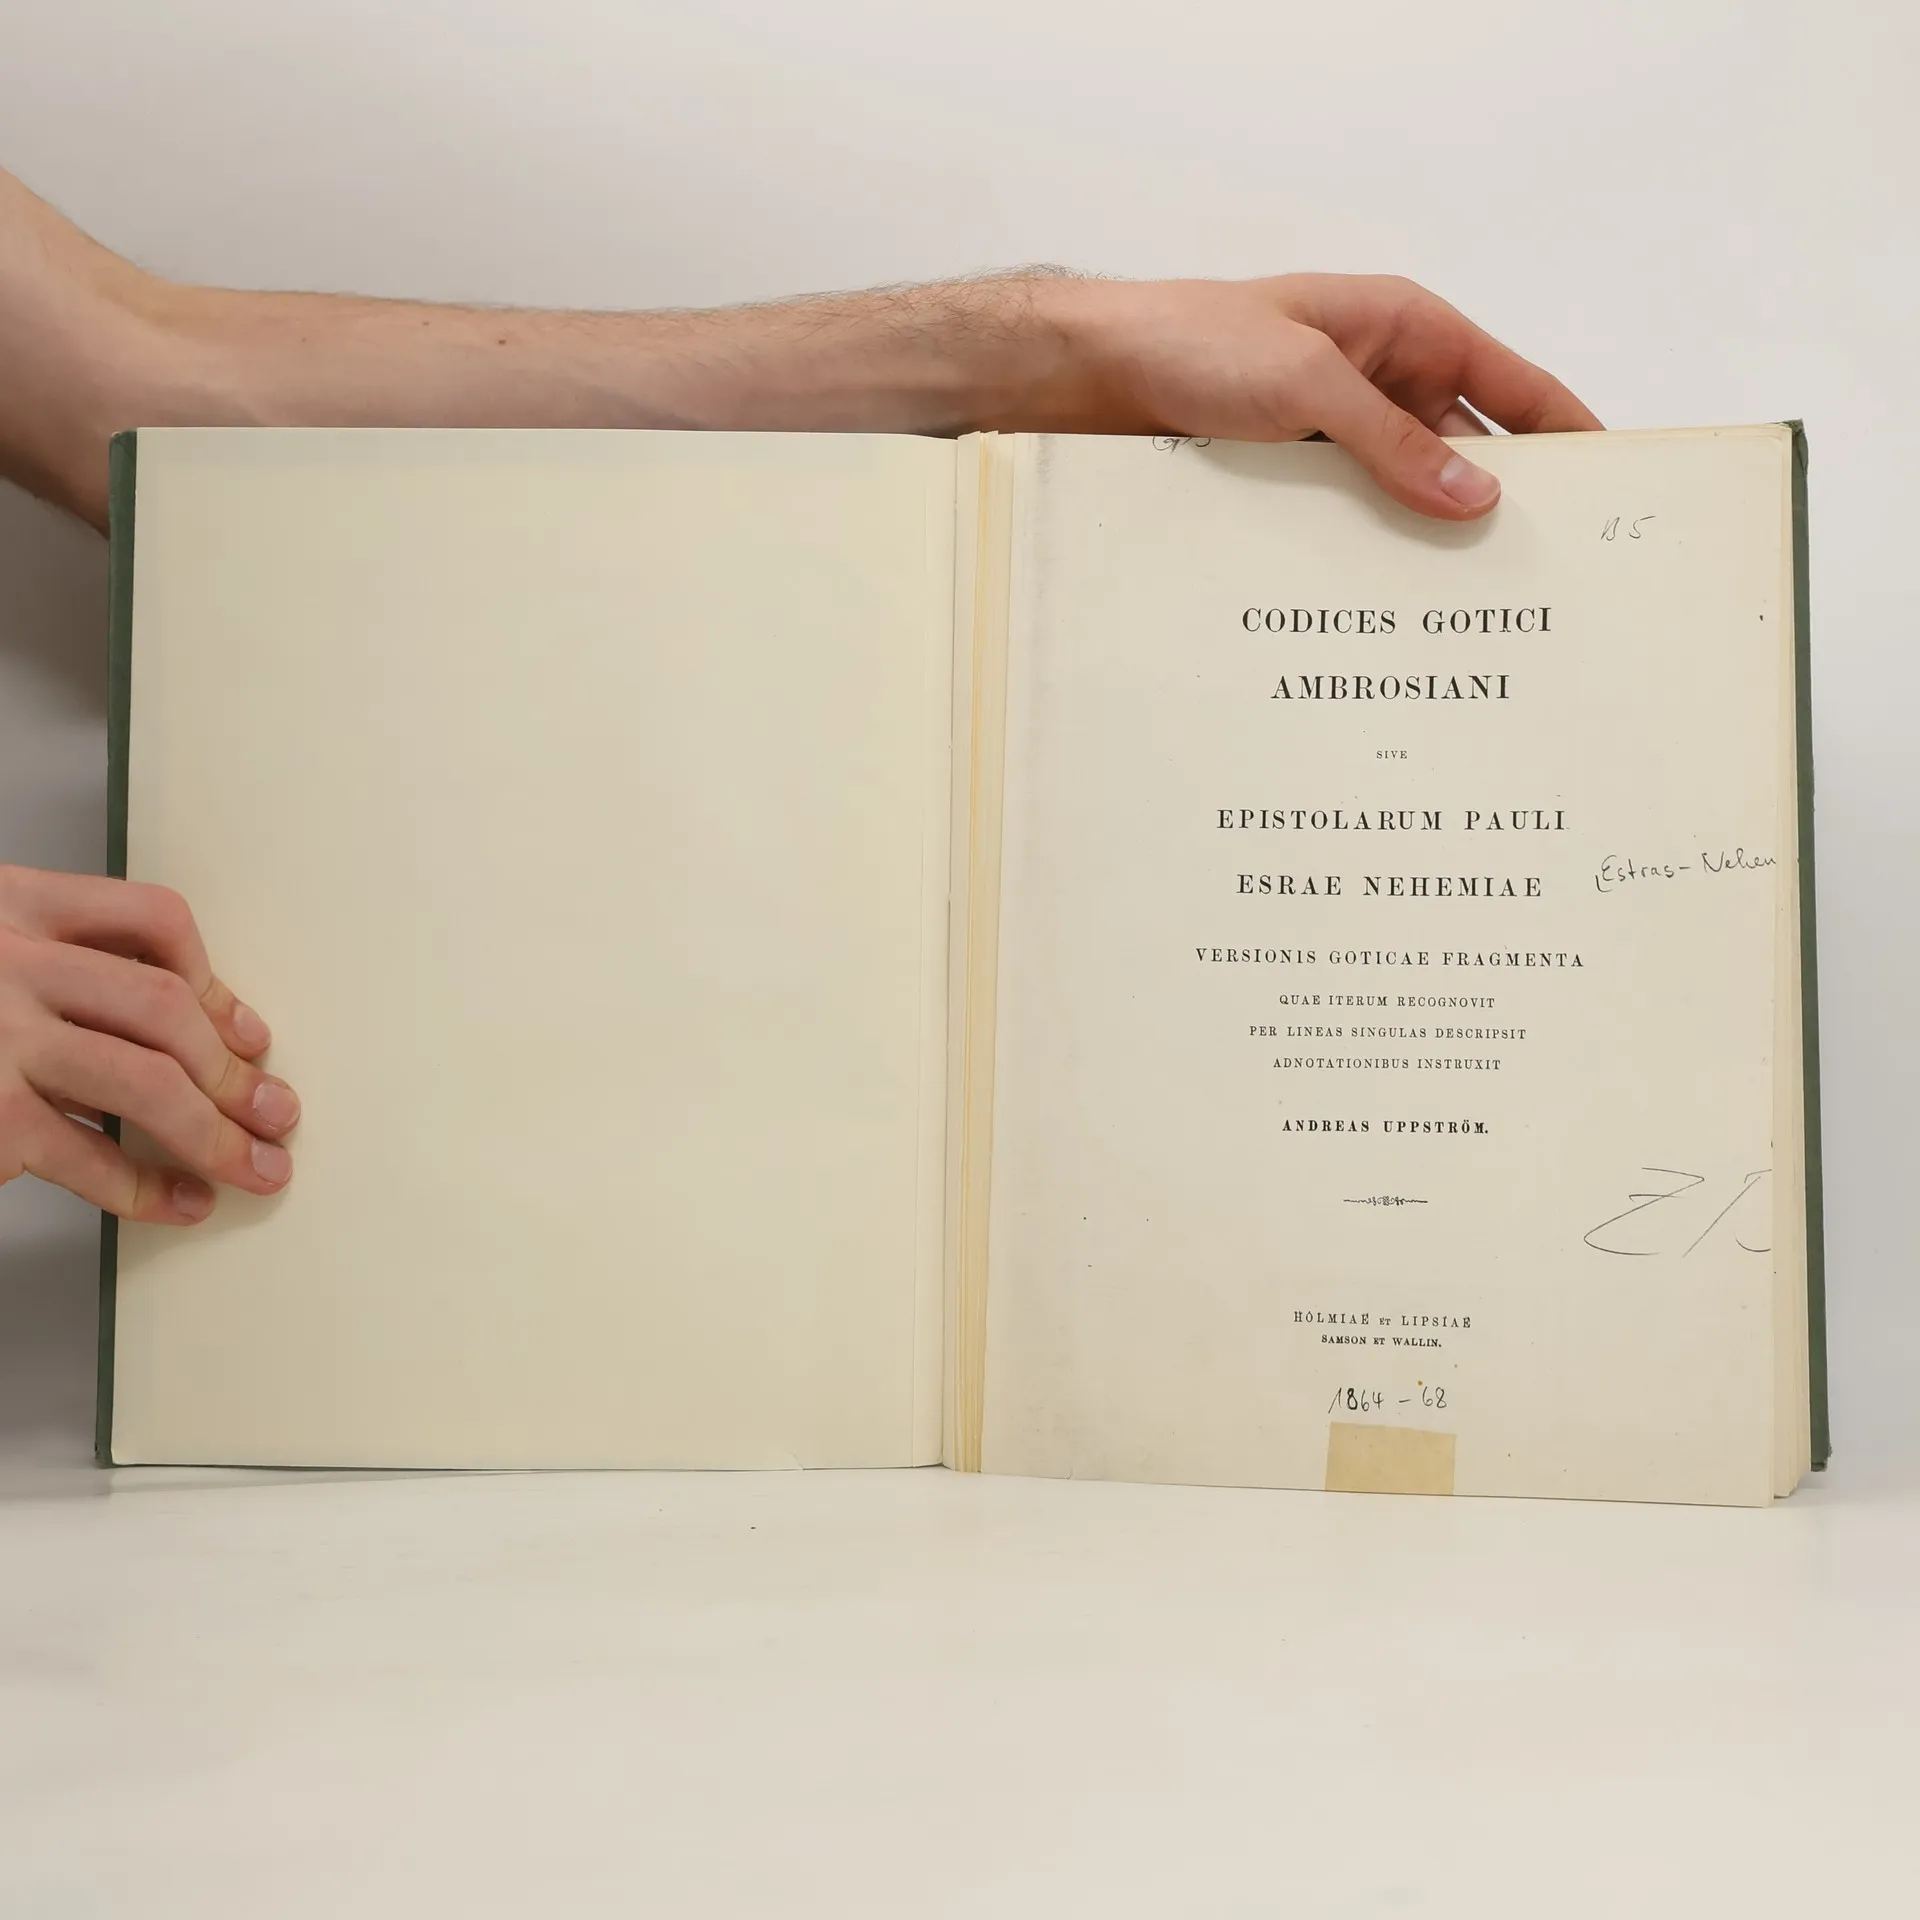 B 5
CODICES GOTICI
AMBROSIANI
SIVE
EPISTOLARUM PAULI
ESRAE NEHEMIAE
Estras - Nehem
VERSIONIS GOTICAE FRAGMENTA
QUAE ITERUM RECOGNOVIT
PER LINEAS SINGULAS DESCRIPSIT
ADNOTATIONIBUS INSTRUXIT
ANDREAS UPPSTRÖM.
HOLMIAE ET LIPSIAE
SAMSON ET WALLIN.
1864 - 68